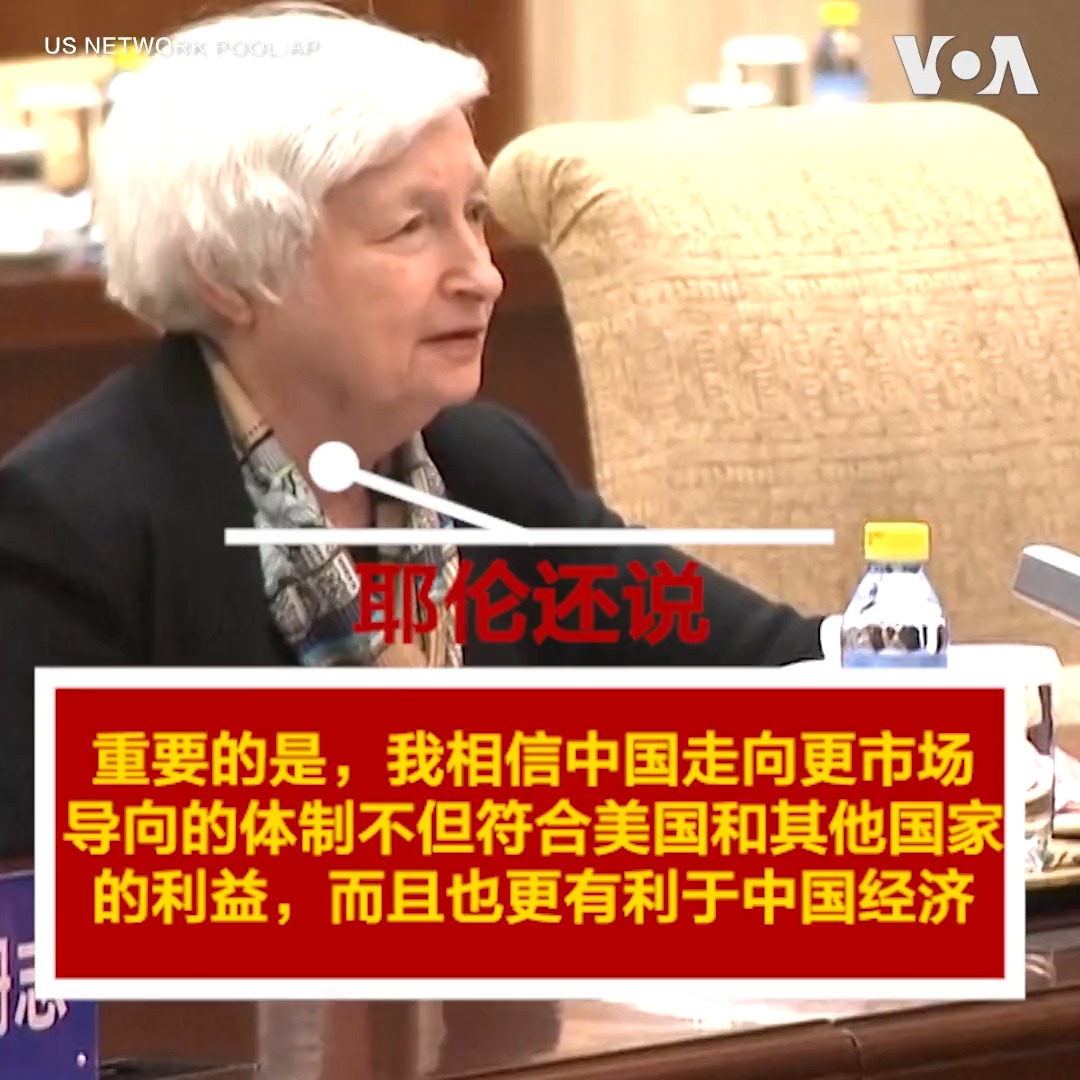 US NETWORK POOL/AP
VOA
耶伦还说
重要的是，我相信中国走向更市场
导向的体制不但符合美国和其他国家
的利益，而且也更有利于中国经济
志